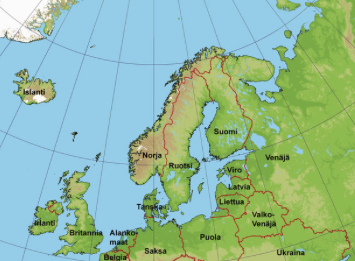 Islanti
Suomi
Norja
Venäjä
Ruotsi
Viro
Latvia
Liettua
Tanska
Irlanti
Britannia
Alanko-
maat
Valko-
Venäjä
Puola
Saksa
Ukraina
Belgia